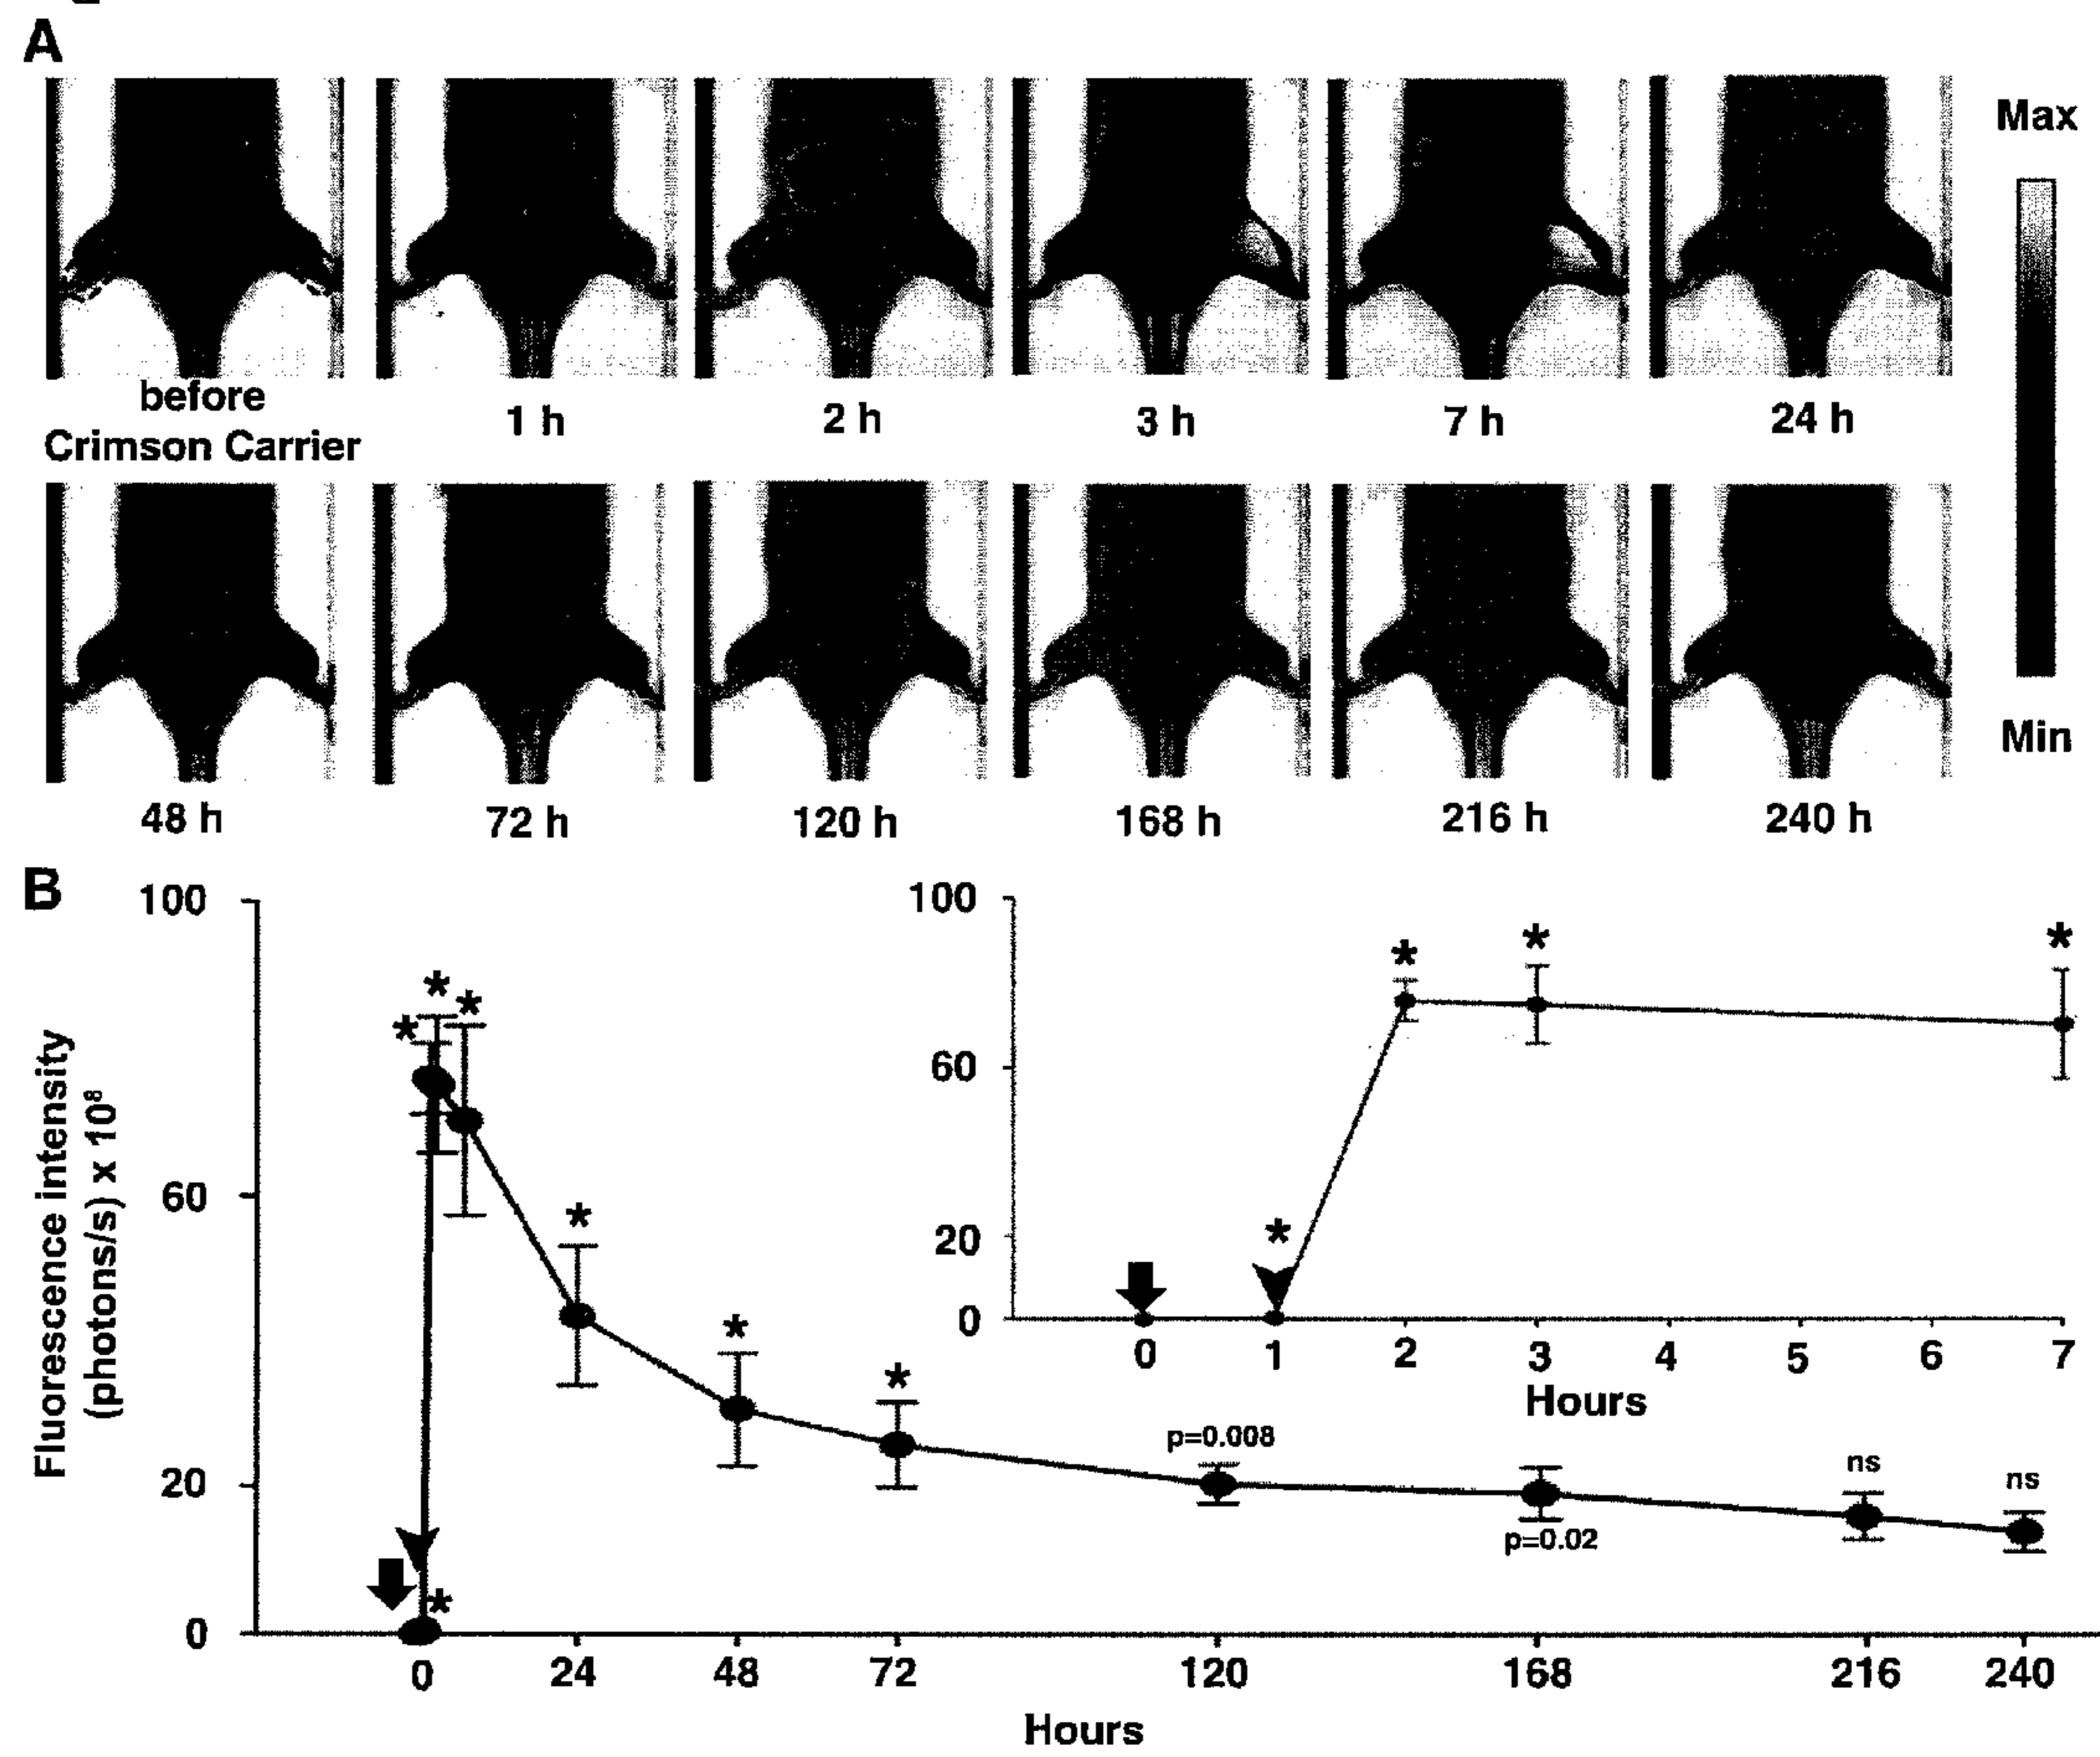 A
Max
before
Crimson Carrier
1 h
2 h
3 h
7 h
24 h
Min
48 h
72 h
120 h
168 h
216 h
240 h
B
Fluorescence intensity
(photons/s) x 10⁸
100
60
20
0
*
*
*
*
*
*
*
p=0.008
p=0.02
ns
ns
0
24
48
72
120
168
216
240
Hours
100
60
20
0
*
*
*
*
0
1
2
3
4
5
6
7
Hours